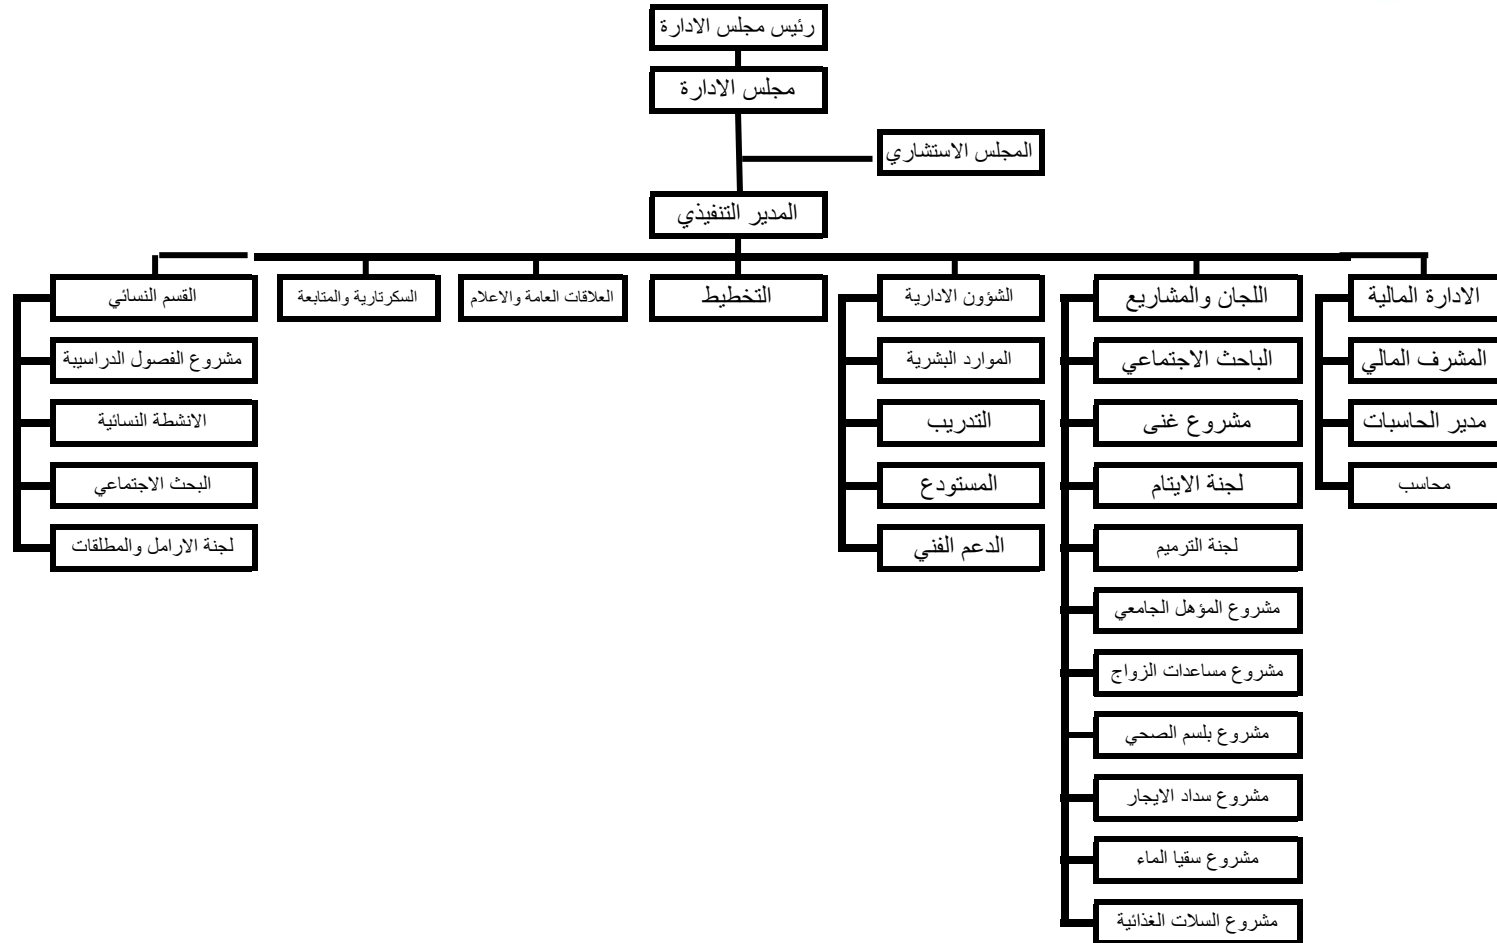 رئيس مجلس الادارة
مجلس الادارة
المجلس الاستشاري
المدير التنفيذي
الادارة المالية
اللجان والمشاريع
الشؤون الادارية
التخطيط
العلاقات العامة والاعلام
السكرتارية والمتابعة
القسم النسائي
المشرف المالي
الباحث الاجتماعي
الموارد البشرية
مشروع الفصول الدراسيبة
مدير الحاسبات
مشروع غنى
التدريب
الانشطة النسائية
محاسب
لجنة الايتام
المستودع
البحث الاجتماعي
لجنة الترميم
الدعم الفني
لجنة الارامل والمطلقات
مشروع المؤهل الجامعي
مشروع مساعدات الزواج
مشروع بلسم الصحي
مشروع سداد الايجار
مشروع سقيا الماء
مشروع السلات الغذائية